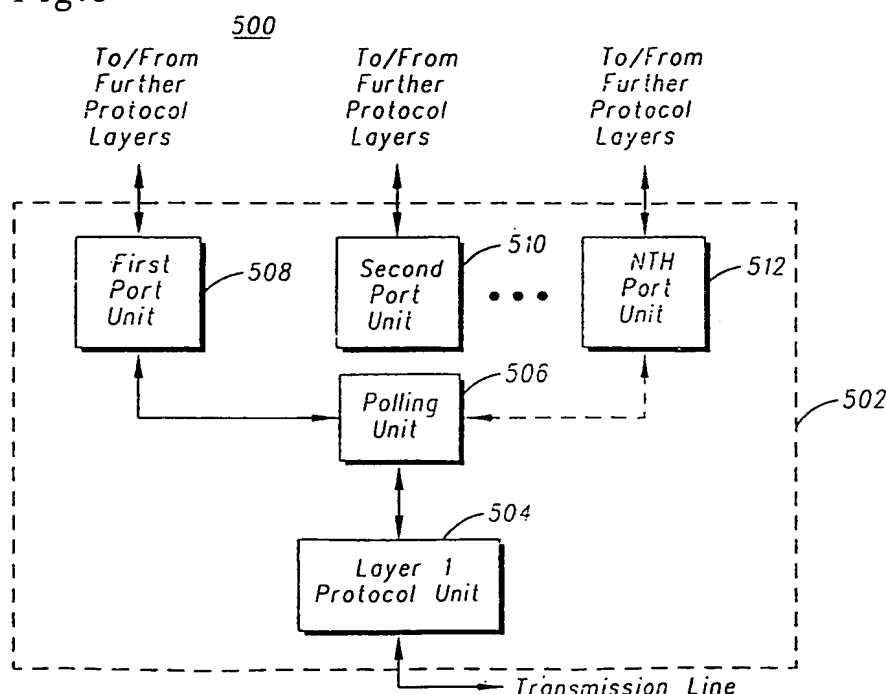 500
To/From
Further
Protocol
Layers
To/From
Further
Protocol
Layers
To/From
Further
Protocol
Layers
First
Port
Unit
508
Second
Port
Unit
510
NTH
Port
Unit
512
Polling
Unit
506
502
Layer 1
Protocol Unit
504
Transmission Line